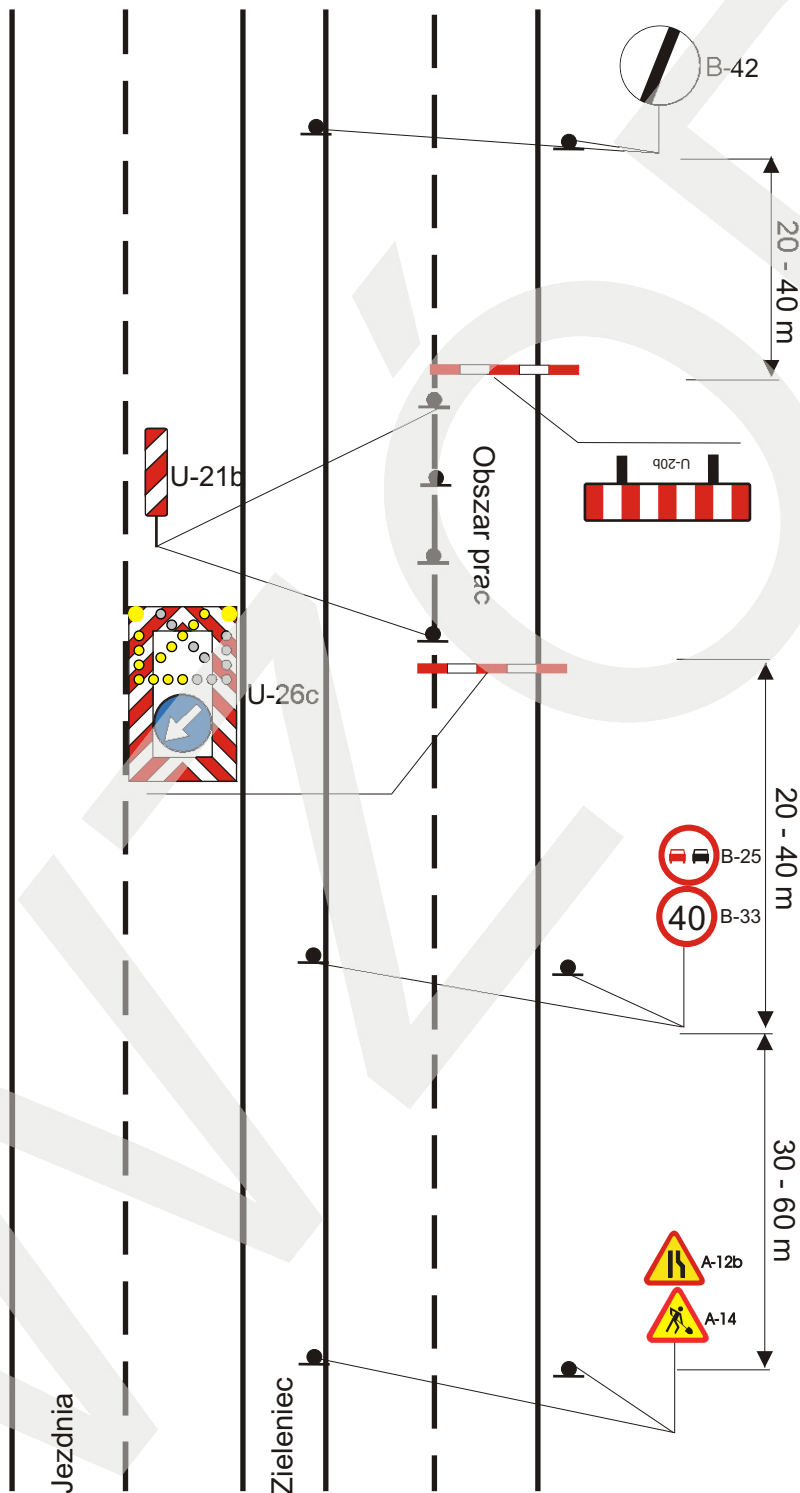 B-42
20 - 40 m
U-21b
Obszar prac
U-20b
U-26c
20 - 40 m
B-25
40
B-33
30 - 60 m
A-12b
A-14
Jezdnia
Zieleniec
WZÓR